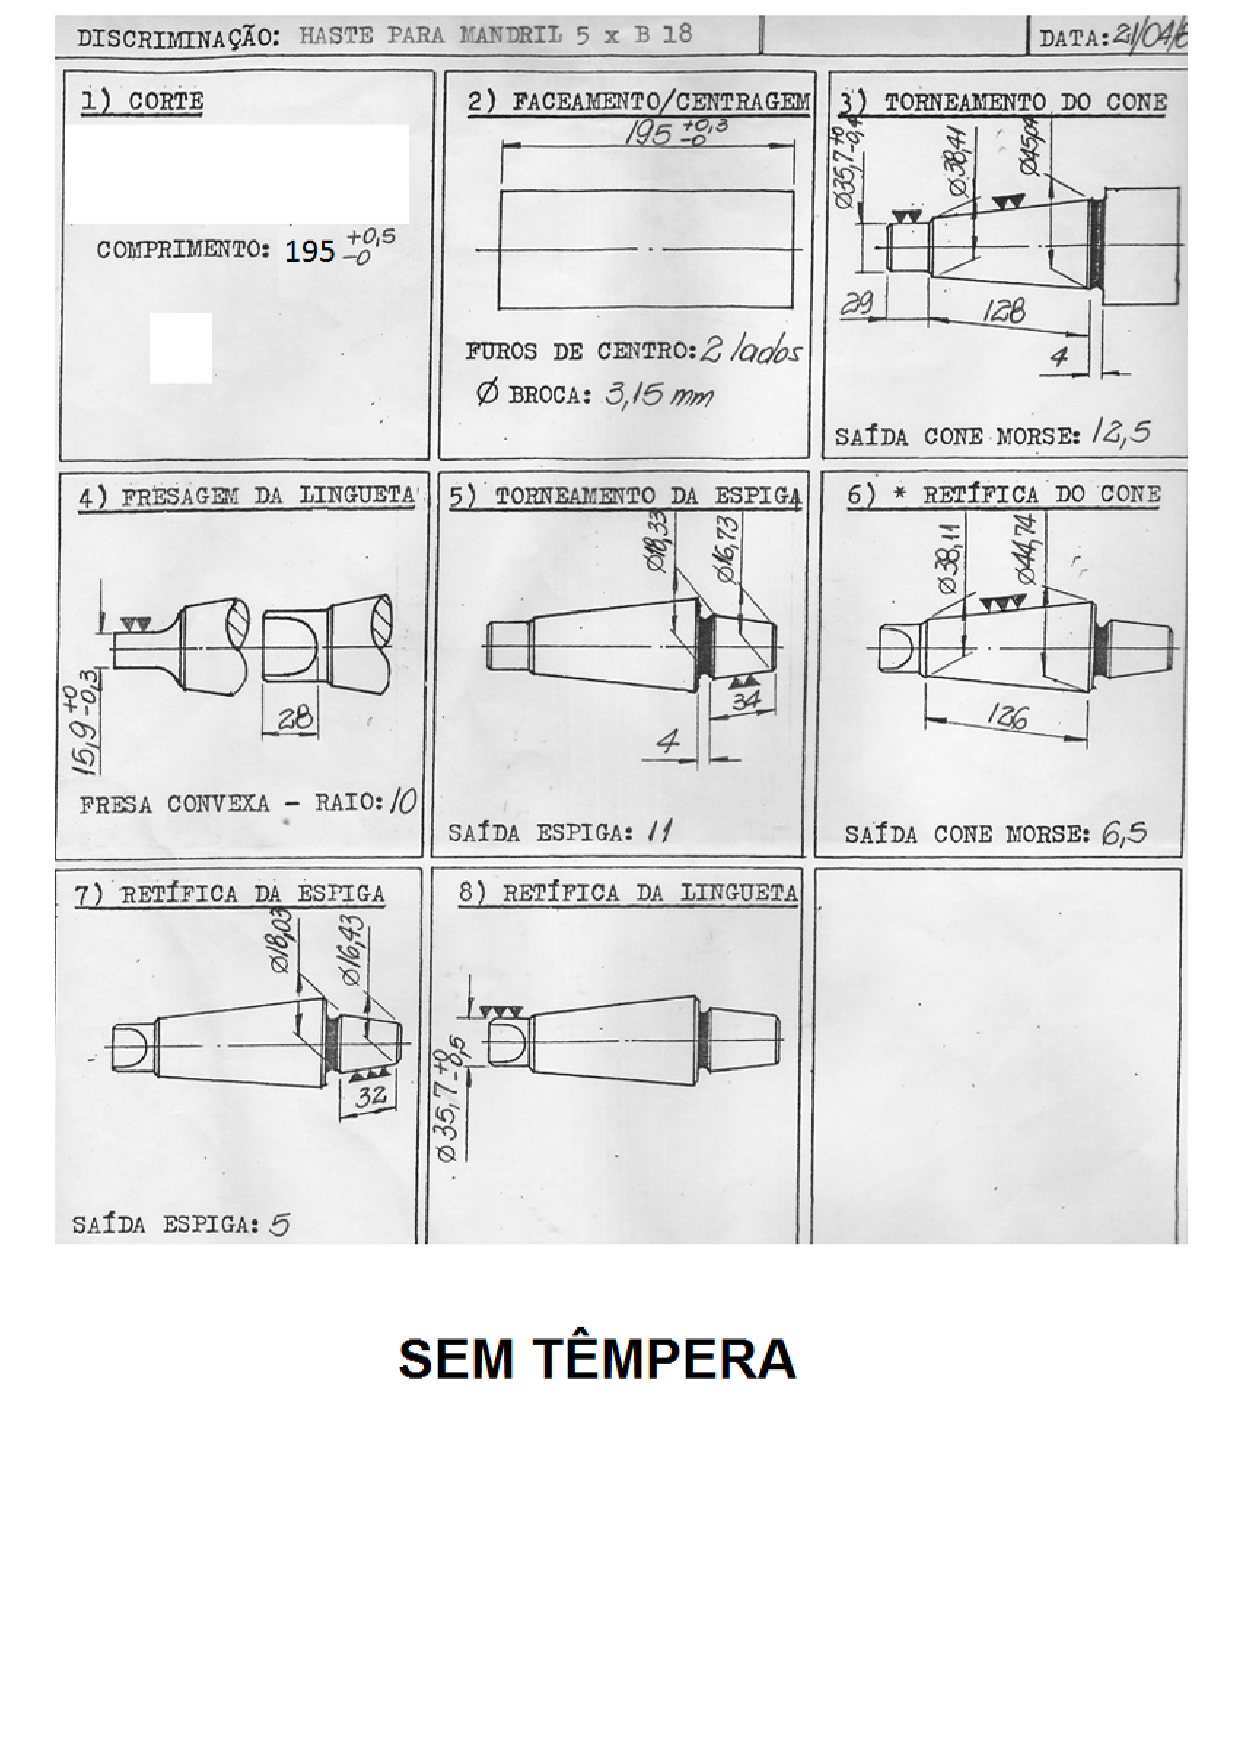 DISCRIMINAÇÃO: HASTE PARA MANDRIL 5 x B 18
DATA: 21/04/
1) CORTE
COMPRIMENTO: 195 +0,5 -0
2) FACEAMENTO/CENTRAGEM
195 +0,3 -0
FUROS DE CENTRO: 2 lados
Ø BROCA: 3,15 mm
3) TORNEAMENTO DO CONE
Ø35,7 +0 -0,4
Ø38,41
Ø45,04
29
128
4
SAÍDA CONE MORSE: 12,5
4) FRESAGEM DA LINGUETA
15,9 +0 -0,3
28
FRESA CONVEXA - RAIO: 10
5) TORNEAMENTO DA ESPIGA
Ø18,33
Ø16,73
34
4
SAÍDA ESPIGA: 11
6) * RETÍFICA DO CONE
Ø38,11
Ø44,74
126
SAÍDA CONE MORSE: 6,5
7) RETÍFICA DA ESPIGA
Ø18,03
Ø16,43
32
SAÍDA ESPIGA: 5
8) RETÍFICA DA LINGUETA
Ø35,7 +0 -0,5
SEM TÊMPERA